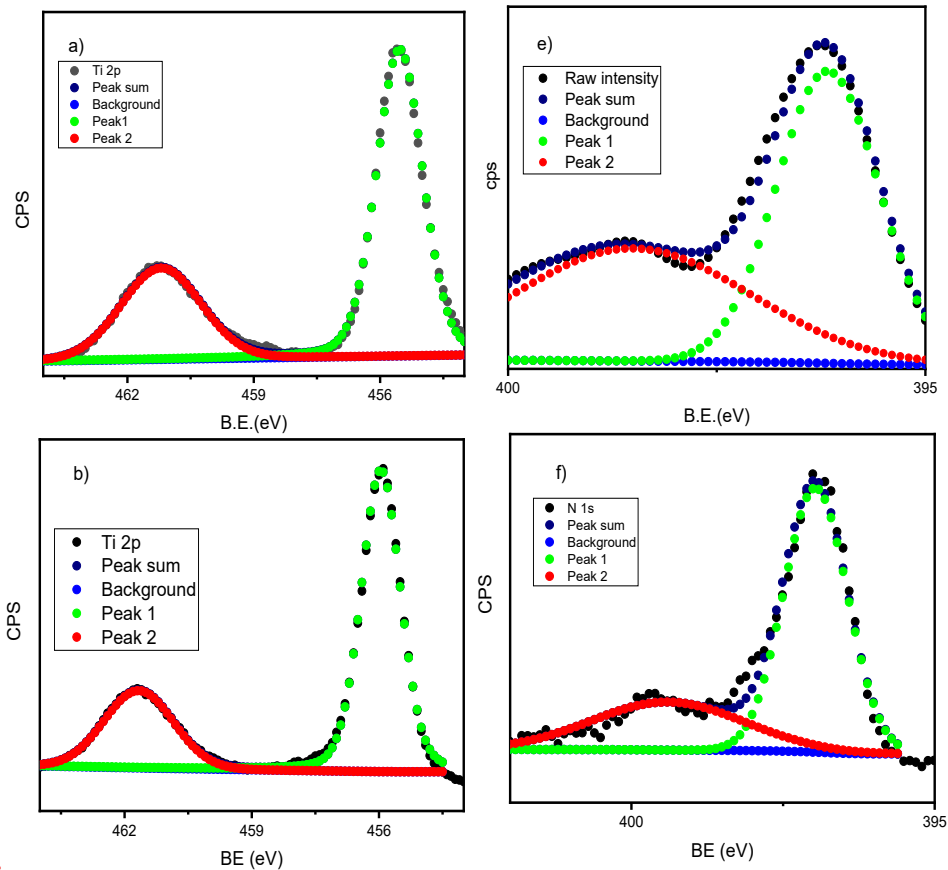 a)
Ti 2p
Peak sum
Background
Peak1
Peak 2
CPS
462
459
456
B.E.(eV)
e)
Raw intensity
Peak sum
Background
Peak 1
Peak 2
cps
400
395
B.E.(eV)
b)
Ti 2p
Peak sum
Background
Peak 1
Peak 2
CPS
462
459
456
BE (eV)
f)
N 1s
Peak sum
Background
Peak 1
Peak 2
CPS
400
395
BE (eV)